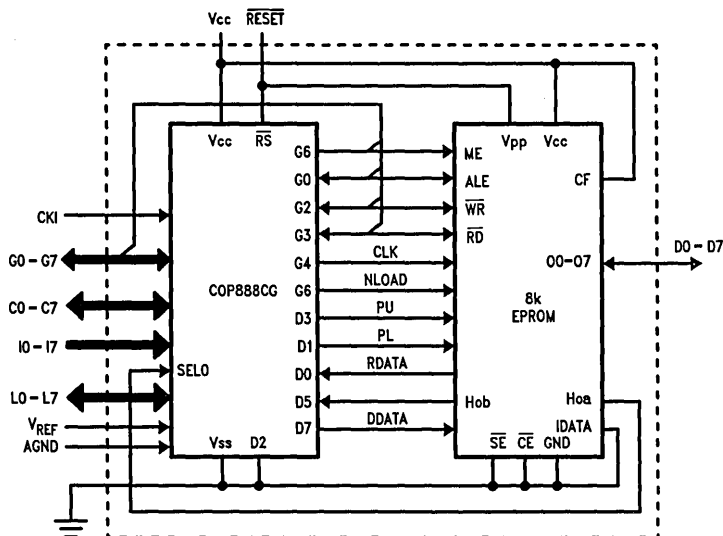 Vcc RESET
Vcc RS
Vpp Vcc
G6 ME
G0 ALE
CF
CKI
G2 WR
G3 RD
G0-G7
G4 CLK
O0-O7
D0-D7
COP888CG
G6 NLOAD
8k
EPROM
C0-C7
D3 PU
I0-I7
D1 PL
SELO
D0 RDATA
L0-L7
D5 Hob
Hoa
VREF
D7 DDATA
IDATA
AGND
Vss D2
SE CE GND